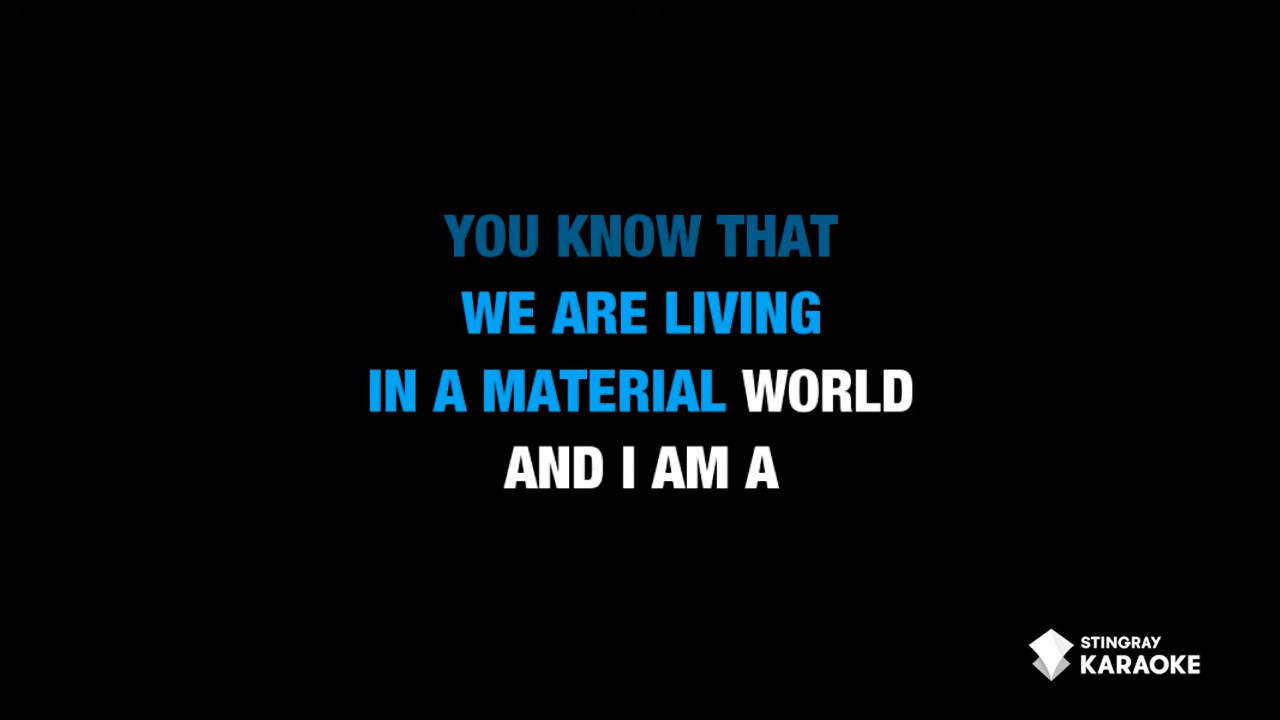 YOU KNOW THAT
WE ARE LIVING
IN A MATERIAL WORLD
AND I AM A
STINGRAY
KARAOKE